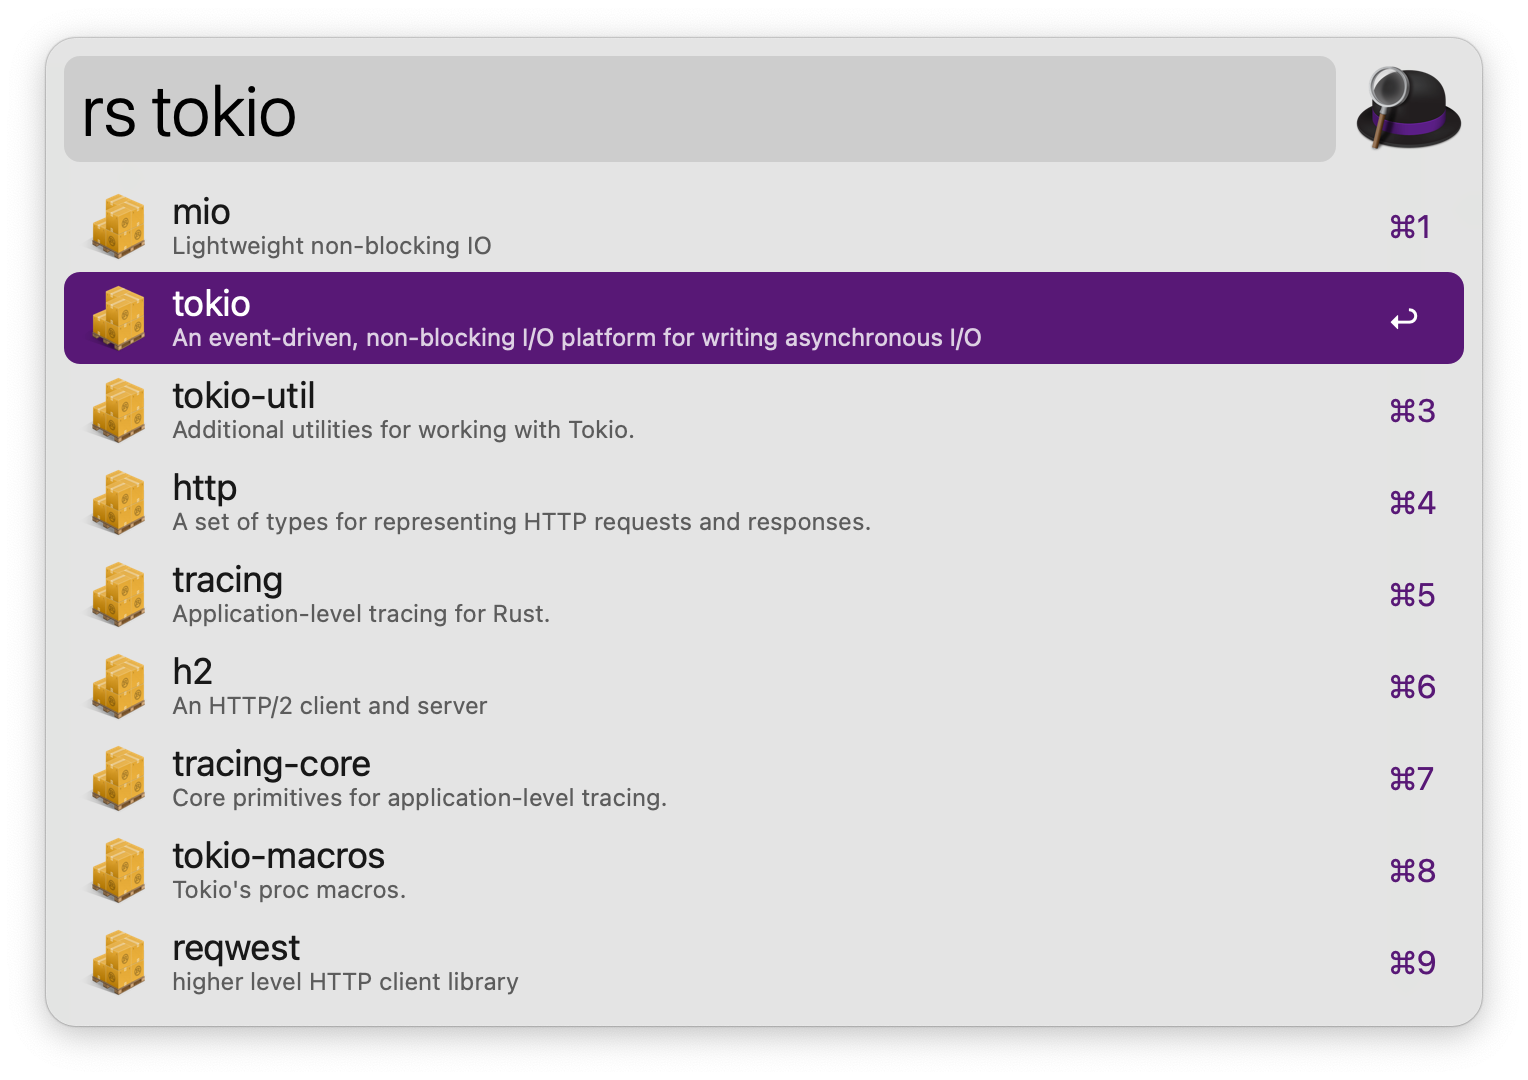 rs tokio
mio
Lightweight non-blocking IO
⌘1
tokio
An event-driven, non-blocking I/O platform for writing asynchronous I/O
tokio-util
Additional utilities for working with Tokio.
⌘3
http
A set of types for representing HTTP requests and responses.
⌘4
tracing
Application-level tracing for Rust.
⌘5
h2
An HTTP/2 client and server
⌘6
tracing-core
Core primitives for application-level tracing.
⌘7
tokio-macros
Tokio's proc macros.
⌘8
reqwest
higher level HTTP client library
⌘9